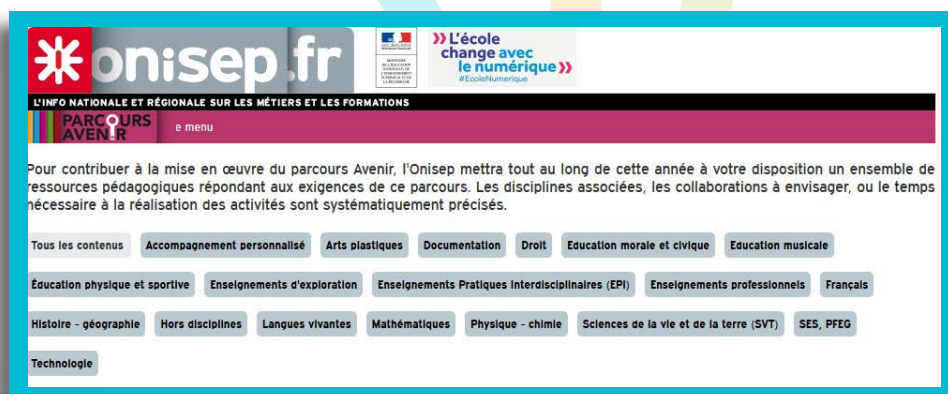 onisep.fr
L'école
change avec
le numérique
#EcoleNumerique
L'INFO NATIONALE ET RÉGIONALE SUR LES MÉTIERS ET LES FORMATIONS
PARCOURS
AVENIR
e menu
Pour contribuer à la mise en œuvre du parcours Avenir, l'Onisep mettra tout au long de cette année à votre disposition un ensemble de
ressources pédagogiques répondant aux exigences de ce parcours. Les disciplines associées, les collaborations à envisager, ou le temps
nécessaire à la réalisation des activités sont systématiquement précisés.
Tous les contenus Accompagnement personnalisé Arts plastiques Documentation Droit Education morale et civique Education musicale
Éducation physique et sportive Enseignements d'exploration Enseignements Pratiques Interdisciplinaires (EPI) Enseignements professionnels Français
Histoire - géographie Hors disciplines Langues vivantes Mathématiques Physique - chimie Sciences de la vie et de la terre (SVT) SES, PFEG
Technologie